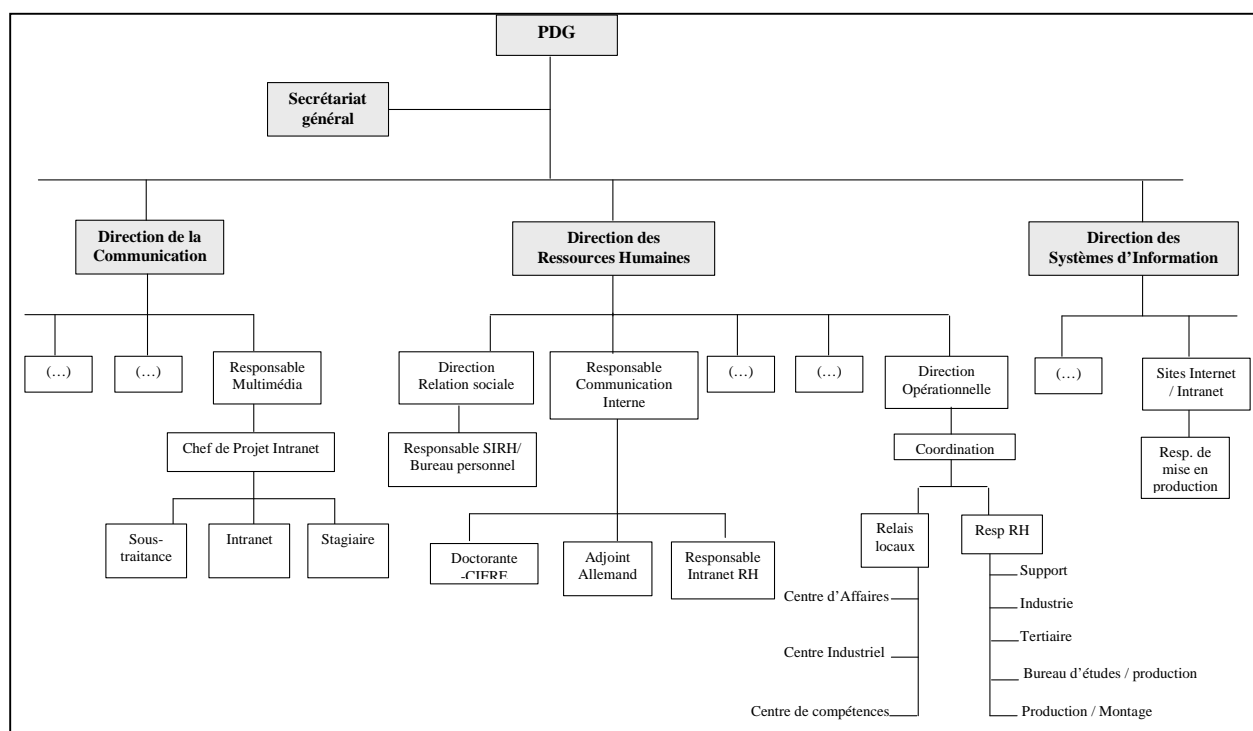 PDG
Secrétariat
général
Direction de la
Communication
Direction des
Ressources Humaines
Direction des
Systèmes d’Information
(…)
(…)
Responsable
Multimédia
Direction
Relation sociale
Responsable
Communication
Interne
(…)
(…)
Direction
Opérationnelle
(…)
Sites Internet
/ Intranet
Chef de Projet Intranet
Responsable SIRH/
Bureau personnel
Coordination
Resp. de
mise en
production
Sous-
traitance
Intranet
Stagiaire
Doctorante
-CIFRE
Adjoint
Allemand
Responsable
Intranet RH
Relais
locaux
Resp RH
Centre d’Affaires
Centre Industriel
Centre de compétences
Support
Industrie
Tertiaire
Bureau d’études / production
Production / Montage